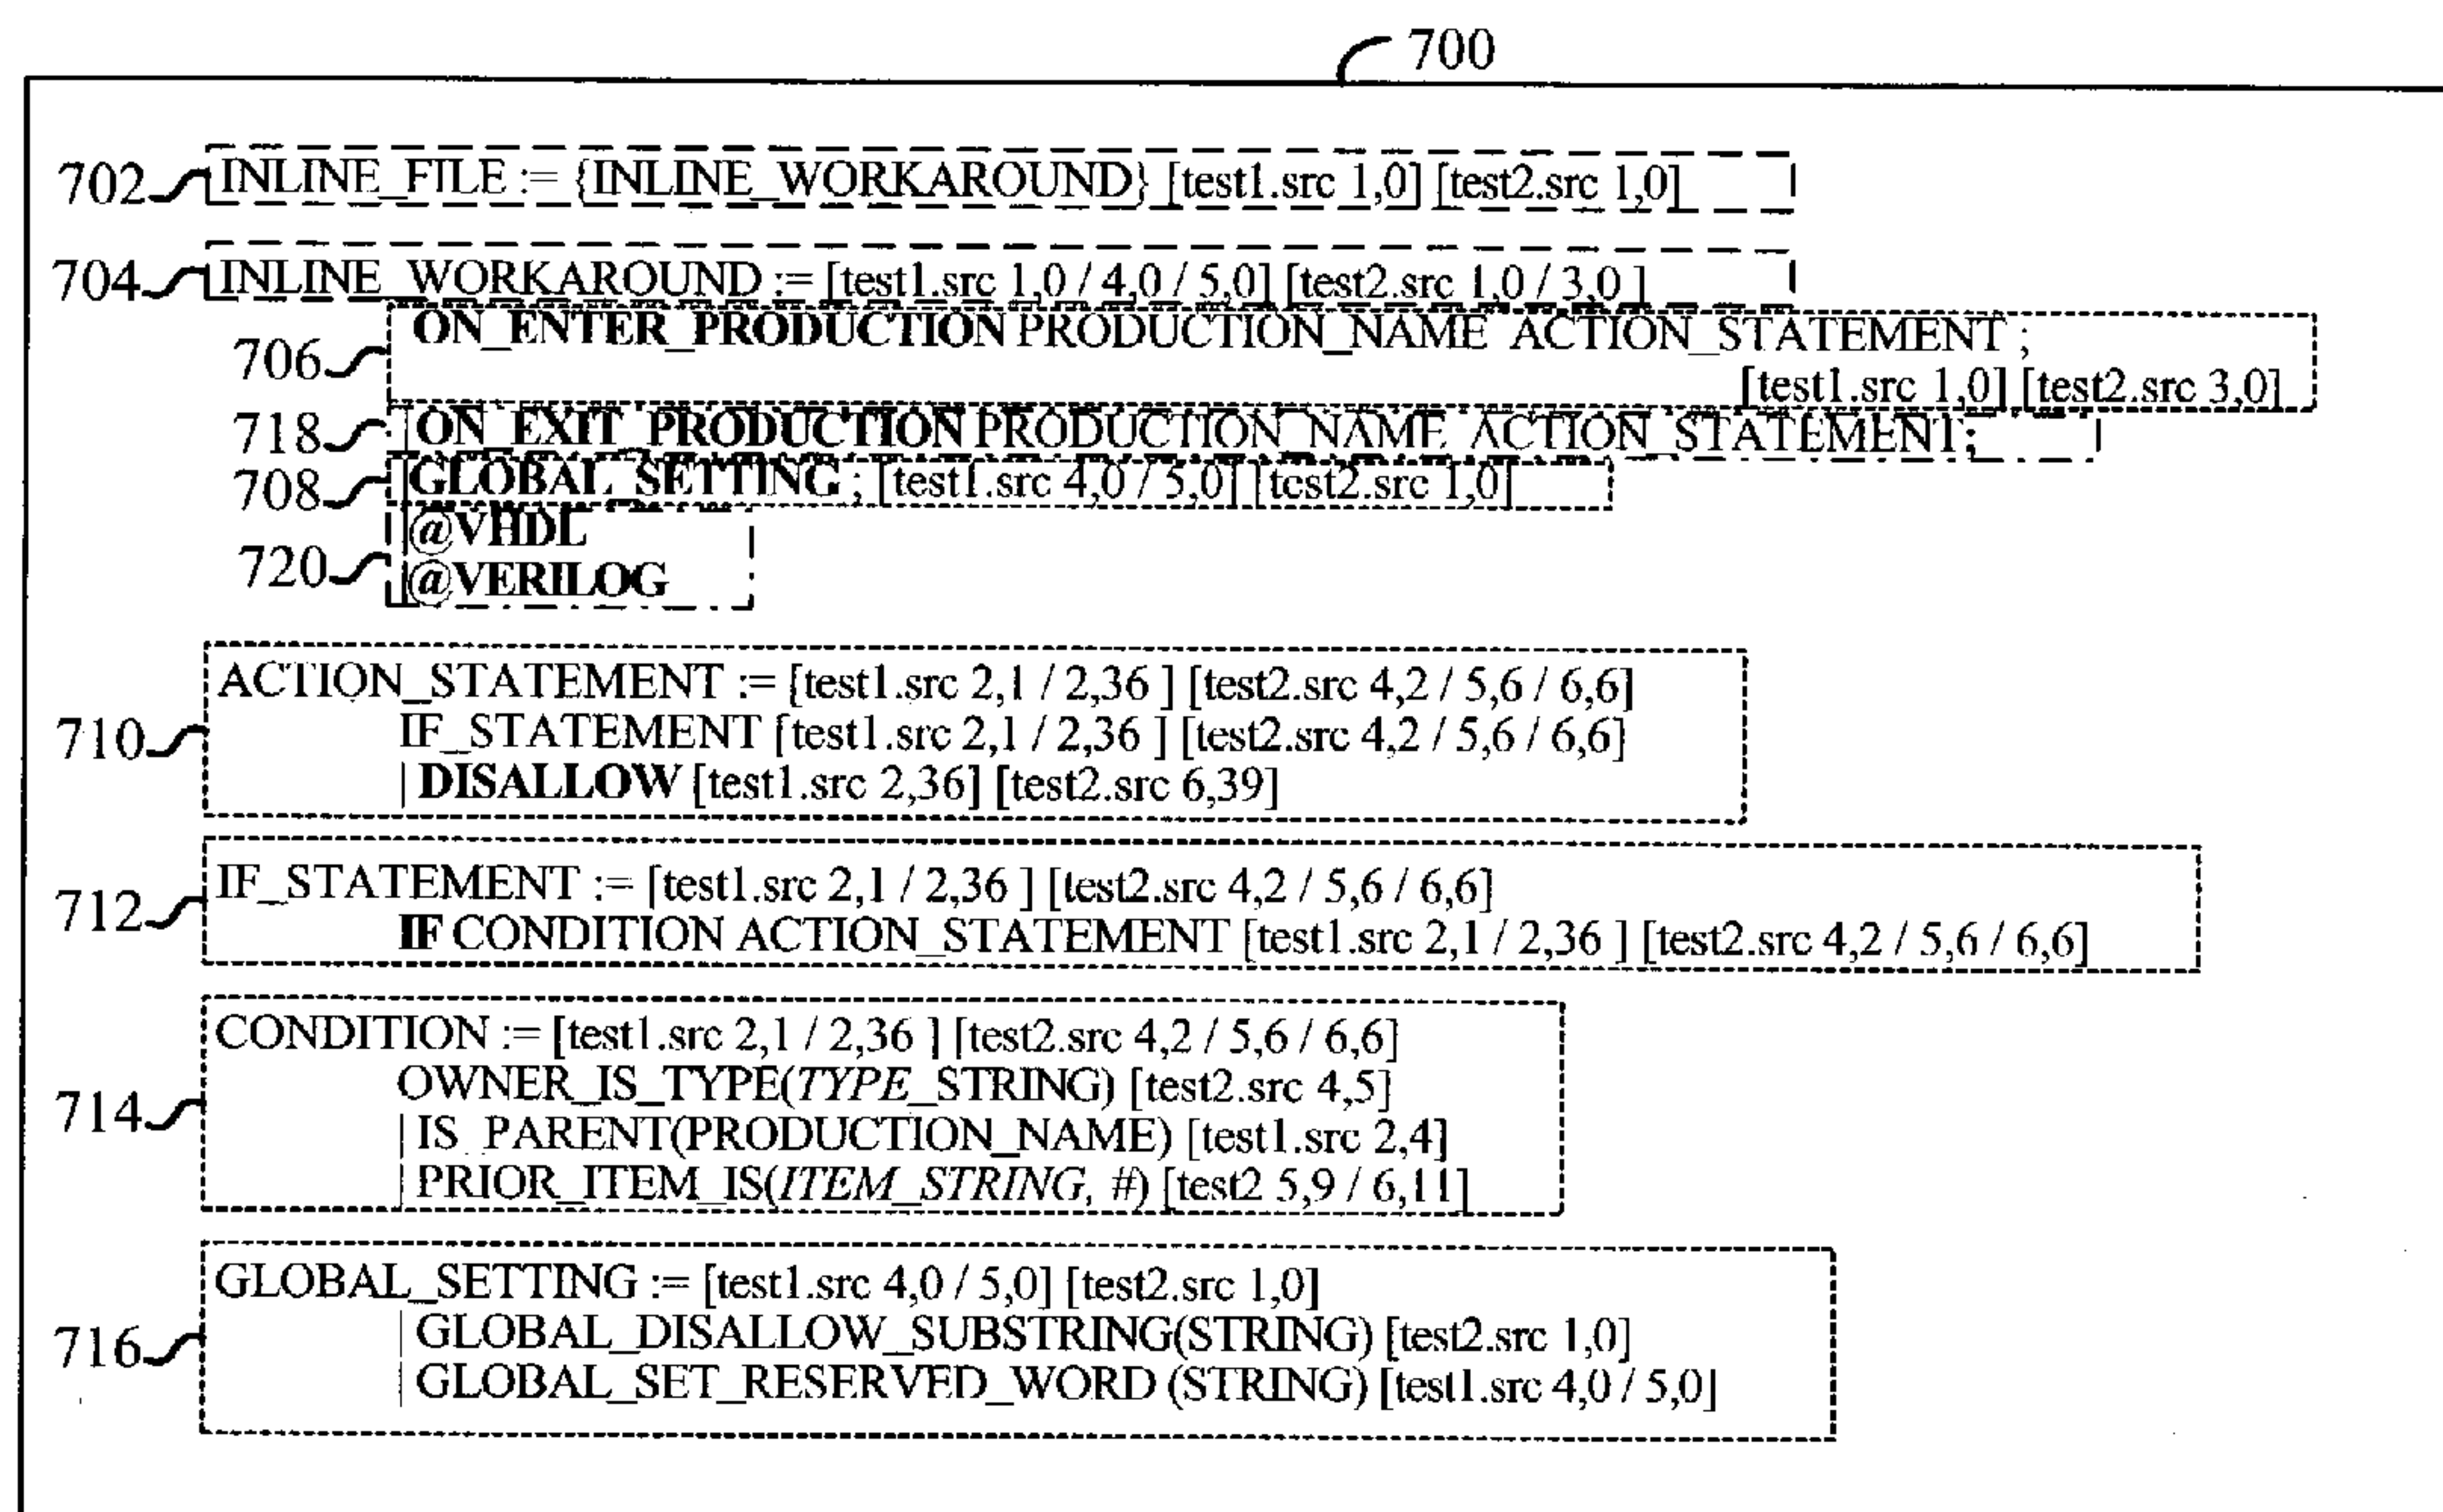 700
702 INLINE_FILE := {INLINE_WORKAROUND} [test1.src 1,0] [test2.src 1,0]
704 INLINE_WORKAROUND := [test1.src 1,0 / 4,0 / 5,0] [test2.src 1,0 / 3,0 ]
706 ON_ENTER_PRODUCTION PRODUCTION_NAME ACTION_STATEMENT ;
[test1.src 1,0] [test2.src 3,0]
718 | ON_EXIT_PRODUCTION PRODUCTION_NAME ACTION_STATEMENT;
708 | GLOBAL_SETTING ; [test1.src 4,0 / 5,0] [test2.src 1,0]
|@VHDL
720 |@VERILOG
ACTION_STATEMENT := [test1.src 2,1 / 2,36 ] [test2.src 4,2 / 5,6 / 6,6]
710 IF_STATEMENT [test1.src 2,1 / 2,36 ] [test2.src 4,2 / 5,6 / 6,6]
| DISALLOW [test1.src 2,36] [test2.src 6,39]
IF_STATEMENT := [test1.src 2,1 / 2,36 ] [test2.src 4,2 / 5,6 / 6,6]
712 IF CONDITION ACTION_STATEMENT [test1.src 2,1 / 2,36 ] [test2.src 4,2 / 5,6 / 6,6]
CONDITION := [test1.src 2,1 / 2,36 ] [test2.src 4,2 / 5,6 / 6,6]
OWNER_IS_TYPE(TYPE_STRING) [test2.src 4,5]
714 | IS_PARENT(PRODUCTION_NAME) [test1.src 2,4]
| PRIOR_ITEM_IS(ITEM_STRING, #) [test2 5,9 / 6,11]
GLOBAL_SETTING := [test1.src 4,0 / 5,0] [test2.src 1,0]
716 | GLOBAL_DISALLOW_SUBSTRING(STRING) [test2.src 1,0]
| GLOBAL_SET_RESERVED_WORD (STRING) [test1.src 4,0 / 5,0]